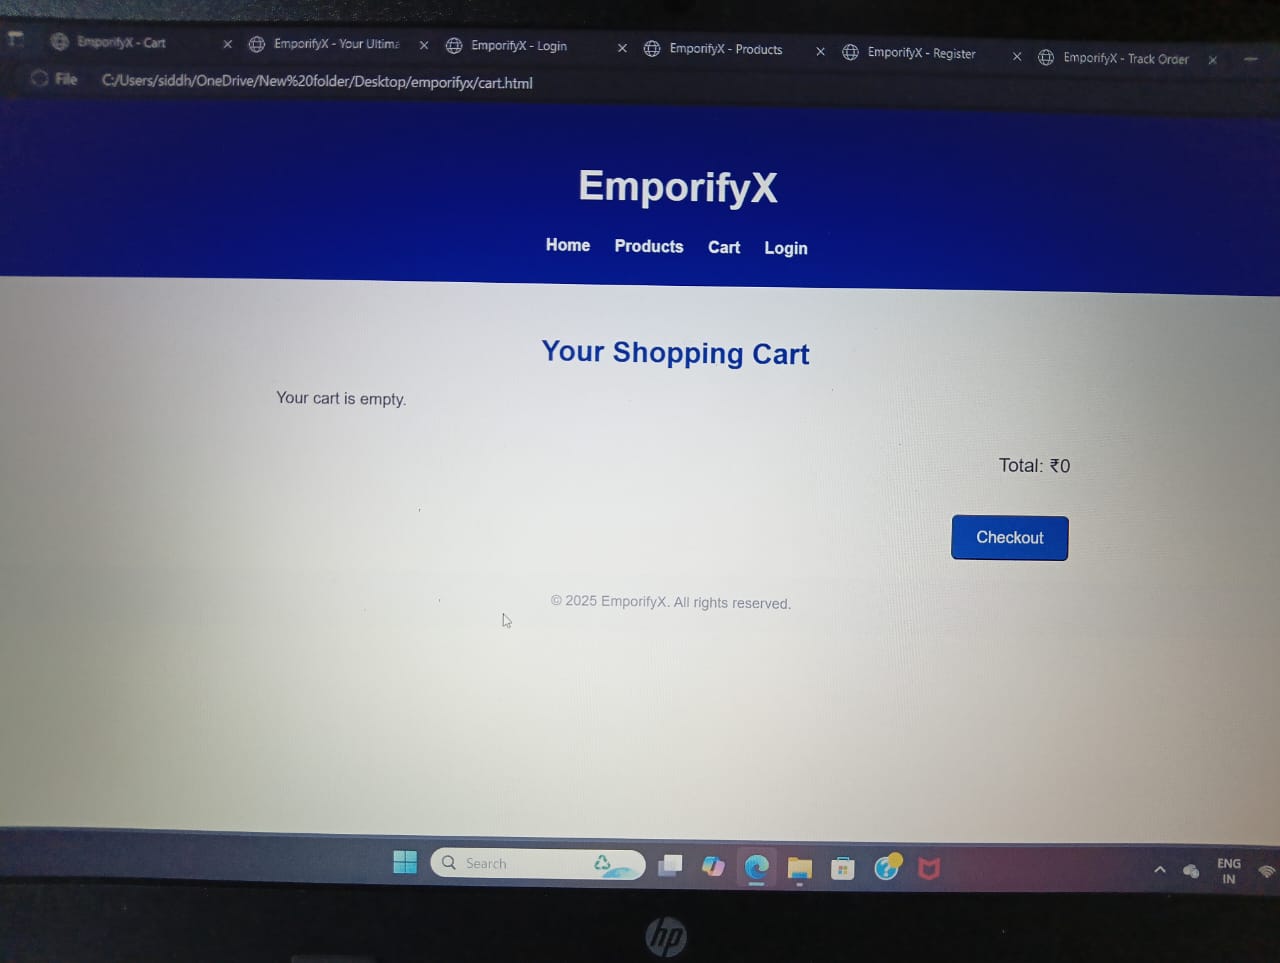 EmporifyX - Cart
EmporifyX - Your Ultima
EmporifyX - Login
EmporifyX - Products
EmporifyX - Register
EmporifyX - Track Order
File C:/Users/siddh/OneDrive/New%20folder/Desktop/emporifyx/cart.html
EmporifyX
Home Products Cart Login
Your Shopping Cart
Your cart is empty.
Total: ₹0
Checkout
© 2025 EmporifyX. All rights reserved.
Search
ENG
IN
hp